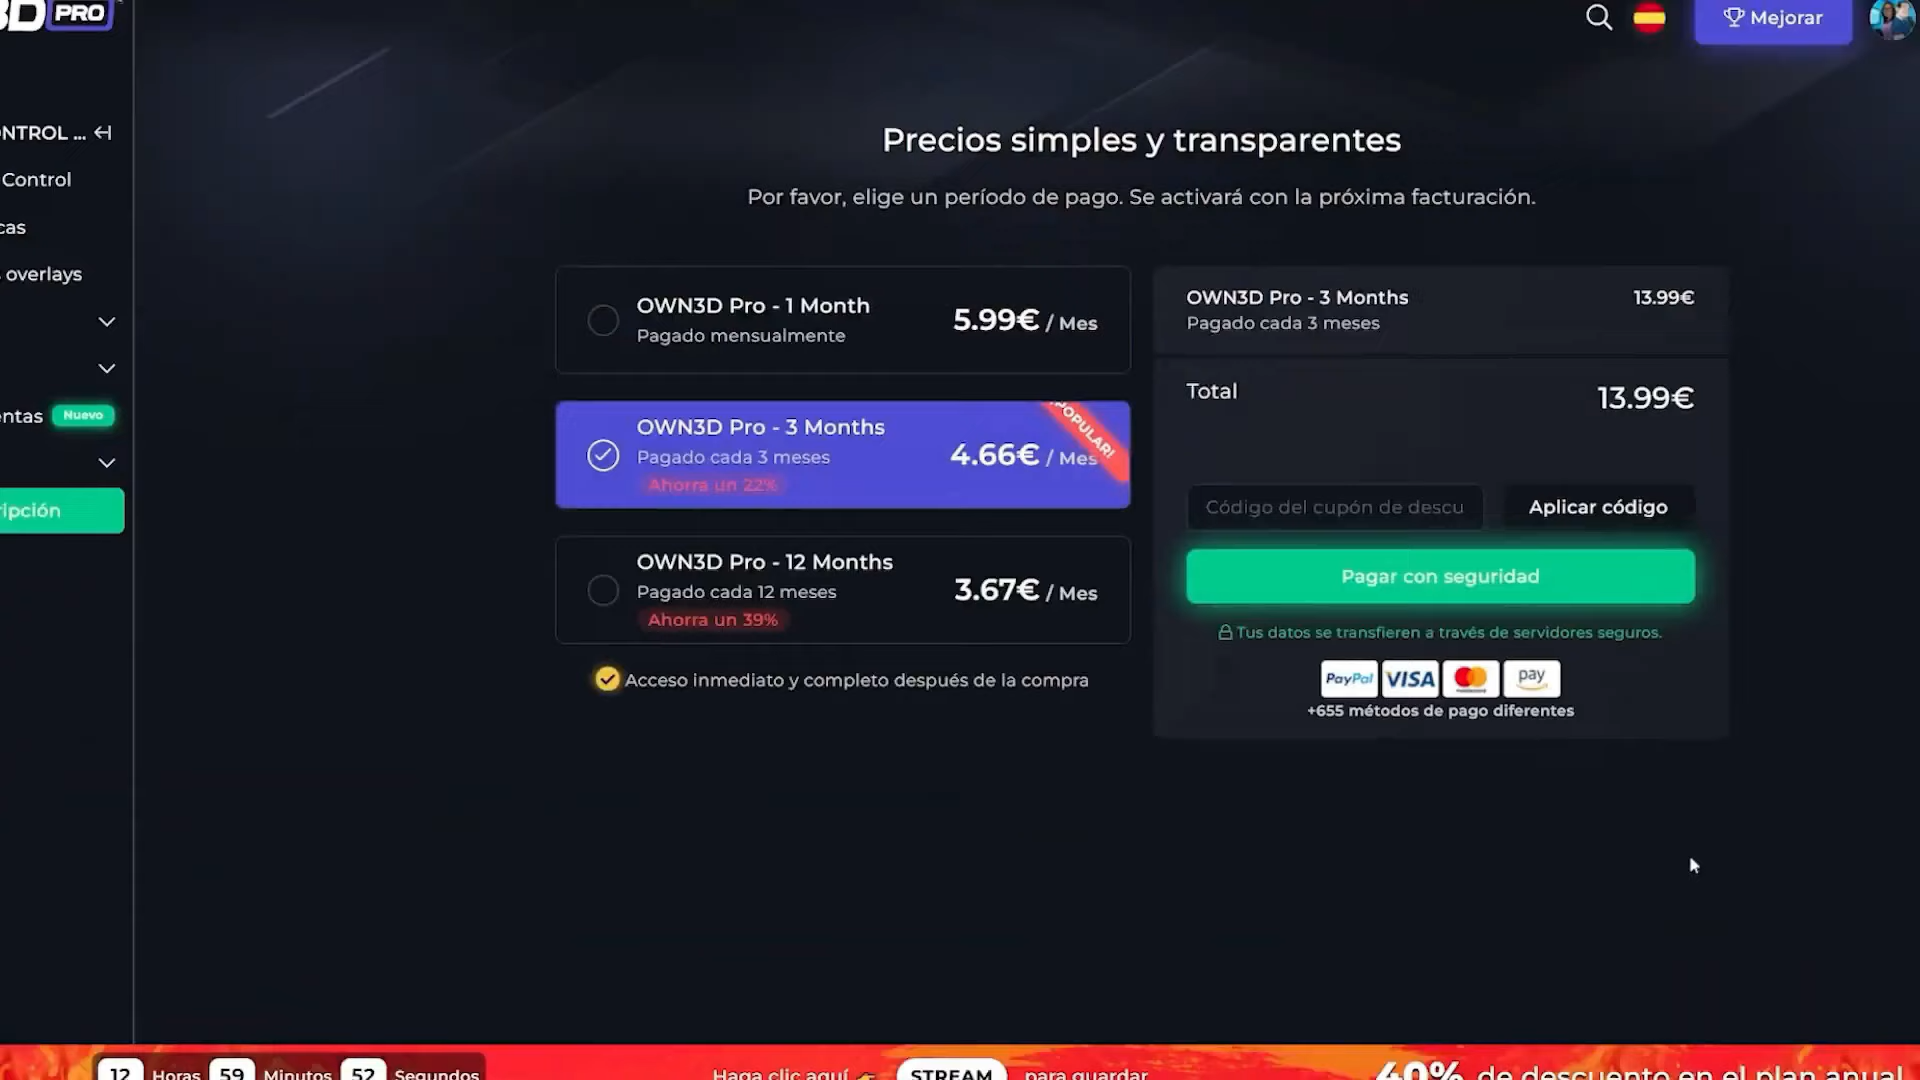 3D PRO
Mejorar
ONTROL ...
Control
cas
overlays
entas Nuevo
ripción
Precios simples y transparentes
Por favor, elige un período de pago. Se activará con la próxima facturación.
OWN3D Pro - 1 Month
Pagado mensualmente
5.99€ / Mes
OWN3D Pro - 3 Months
Pagado cada 3 meses
Ahorra un 22%
4.66€ / Mes
¡POPULAR!
OWN3D Pro - 12 Months
Pagado cada 12 meses
Ahorra un 39%
3.67€ / Mes
Acceso inmediato y completo después de la compra
OWN3D Pro - 3 Months
13.99€
Pagado cada 3 meses
Total
13.99€
Código del cupón de descu
Aplicar código
Pagar con seguridad
Tus datos se transfieren a través de servidores seguros.
PayPal VISA mastercard pay
+655 métodos de pago diferentes
12 Horas 59 Minutos 52 Segundos
Haga clic aquí STREAM para guardar
40% de descuento en el plan anual